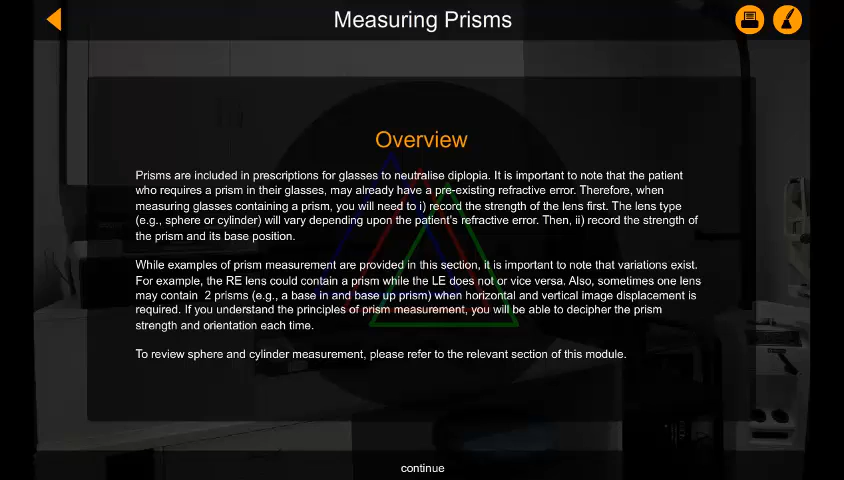 Measuring Prisms
Overview
Prisms are included in prescriptions for glasses to neutralise diplopia. It is important to note that the patient
who requires a prism in their glasses, may already have a pre-existing refractive error. Therefore, when
measuring glasses containing a prism, you will need to i) record the strength of the lens first. The lens type
(e.g., sphere or cylinder) will vary depending upon the patient's refractive error. Then, ii) record the strength of
the prism and its base position.
While examples of prism measurement are provided in this section, it is important to note that variations exist.
For example, the RE lens could contain a prism while the LE does not or vice versa. Also, sometimes one lens
may contain  2 prisms (e.g., a base in and base up prism) when horizontal and vertical image displacement is
required. If you understand the principles of prism measurement, you will be able to decipher the prism
strength and orientation each time.
To review sphere and cylinder measurement, please refer to the relevant section of this module.
continue